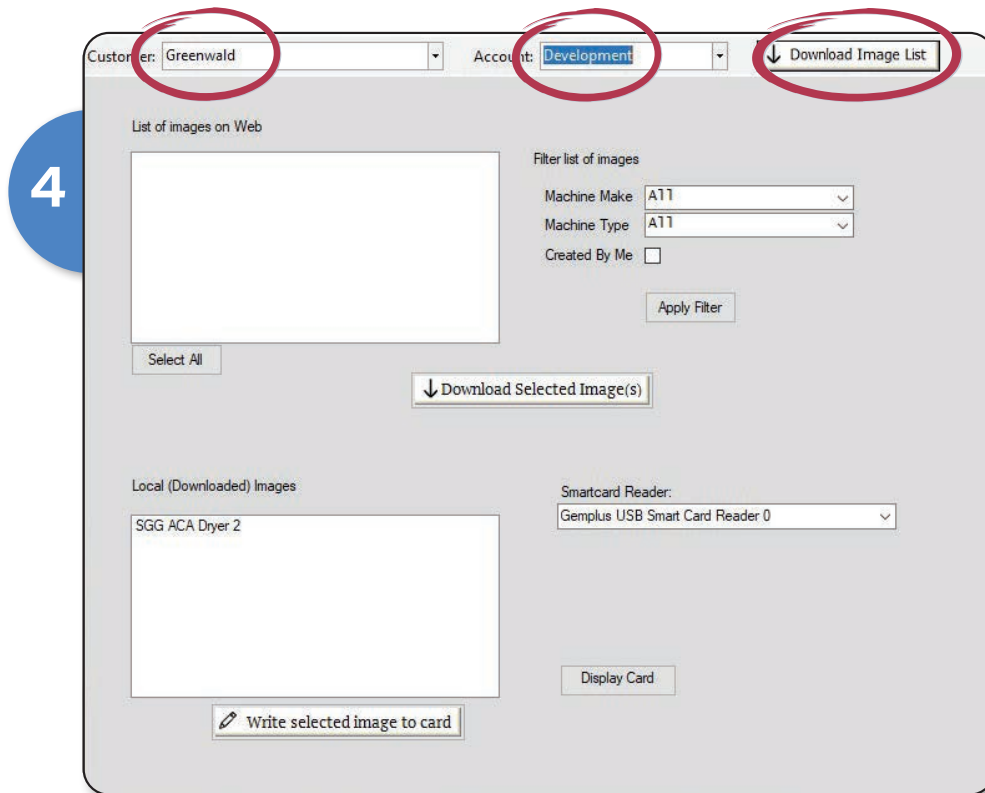 Customer: Greenwald Account: Development Download Image List
4
List of images on Web
Filter list of images
Machine Make All
Machine Type All
Created By Me
Apply Filter
Select All
Download Selected Image(s)
Local (Downloaded) Images
SGG ACA Dryer 2
Smartcard Reader:
Gemplus USB Smart Card Reader 0
Display Card
Write selected image to card